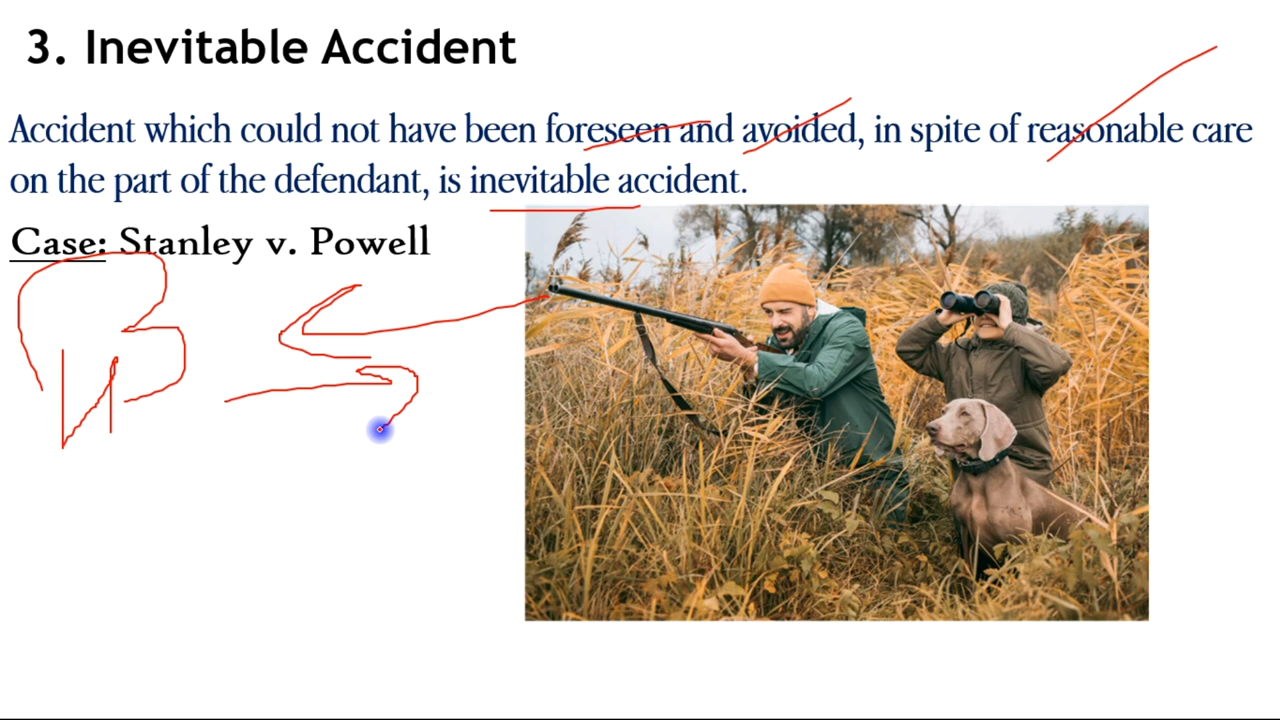 3. Inevitable Accident
Accident which could not have been foreseen and avoided, in spite of reasonable care
on the part of the defendant, is inevitable accident.
Case: Stanley v. Powell